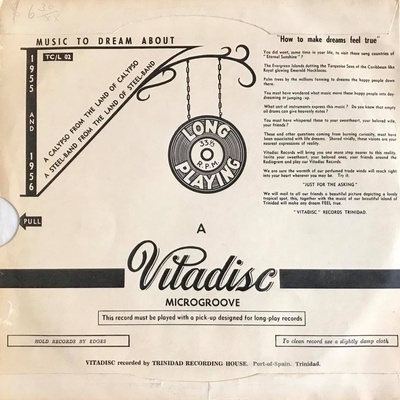 MUSIC TO DREAM ABOUT
TC/L 02
1955 AND 1956
A CALYPSO FROM THE LAND OF CALYPSO
A STEEL-BAND FROM THE LAND OF STEEL-BAND
LONG
33⅓
R.P.M.
PLAYING
PULL
"How to make dreams feel true"
You did want, some time in your life, to visit these song countries of
"Eternal Sunshine"?
The Evergreen Islands dotting the Turquoise Seas of the Caribbean like
Royal glowing Emerald Necklaces
Palm trees by the millions fanning to dreams the happy people down
there.
You must have wondered what music move these happy people into day-
dreaming or jumping-up.
What sort of instruments express this music? Do you know that empty
oil drums can give heavenly notes?
You must have whispered these to your sweetheart, your beloved wife,
your friends?
These and other questions coming from burning curiosity, must have
been associated with life-dreams. Shared vividly, these visions are your
nearest expressions of reality.
Vitadisc Records will bring you one more step nearer to this reality.
Invite your sweetheart, your beloved ones, your friends around the
Radiogram and play our Vitadisc Records.
We are sure the warmth of our perfumed trade winds will reach right
into your heart wherever you may be. Try it.
"JUST FOR THE ASKING"
We will mail to all our friends a beautiful picture depicting a lovely
tropical spot, this, together with the music of our beautiful island of
Trinidad will make any dream FEEL true.
"VITADISC" RECORDS TRINIDAD.
A
Vitadisc
MICROGROOVE
This record must be played with a pick-up designed for long-play records
HOLD RECORDS BY EDGES
To clean record use a slightly damp cloth
VITADISC recorded by TRINIDAD RECORDING HOUSE. Port-of-Spain. Trinidad.